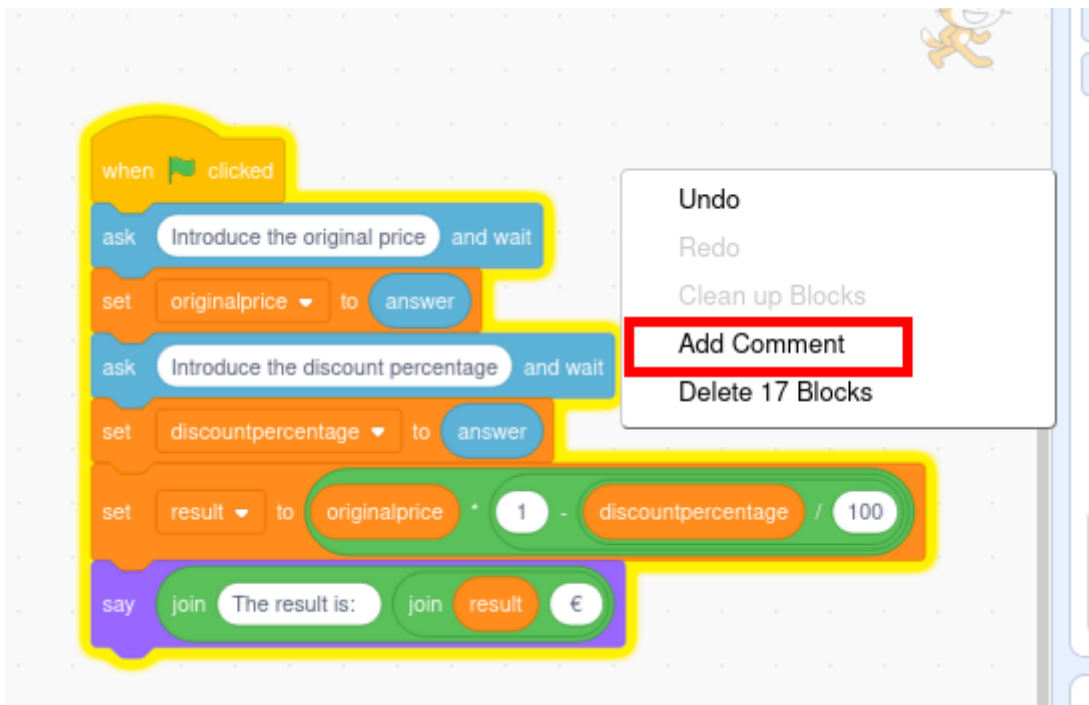 when clicked
ask Introduce the original price and wait
set originalprice to answer
ask Introduce the discount percentage and wait
set discountpercentage to answer
set result to originalprice * 1 - discountpercentage / 100
say join The result is: join result €
Undo
Redo
Clean up Blocks
Add Comment
Delete 17 Blocks